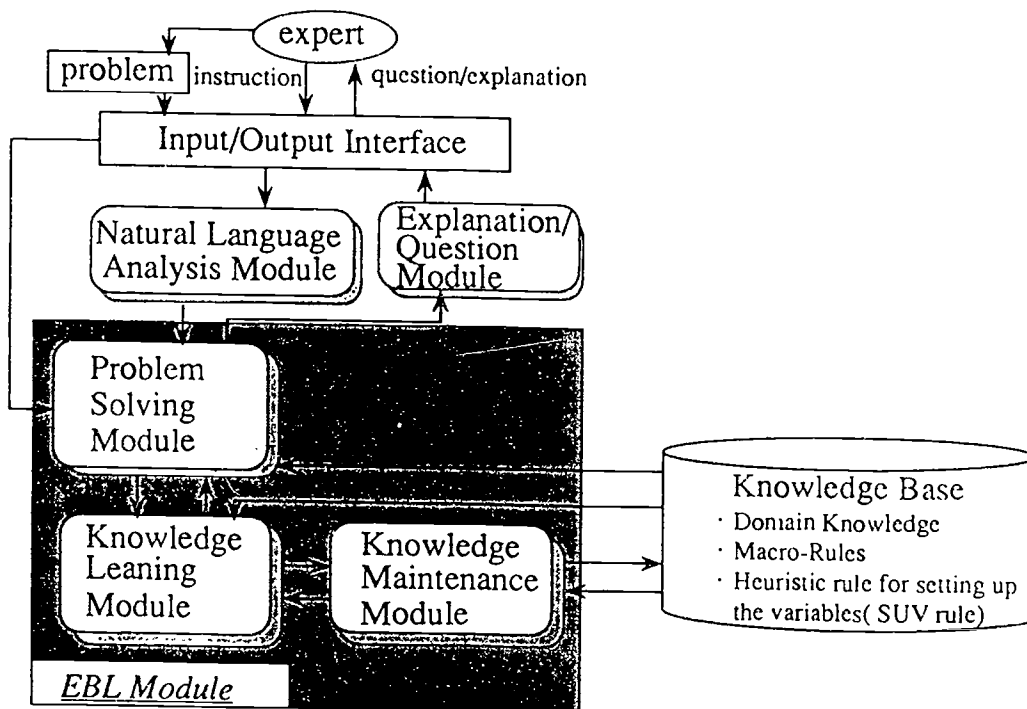 expert
problem
instruction
question/explanation
Input/Output Interface
Natural Language
Analysis Module
Explanation/
Question
Module
Problem
Solving
Module
Knowledge
Leaning
Module
Knowledge
Maintenance
Module
EBL Module
Knowledge Base
· Domain Knowledge
· Macro-Rules
· Heuristic rule for setting up
the variables( SUV rule)